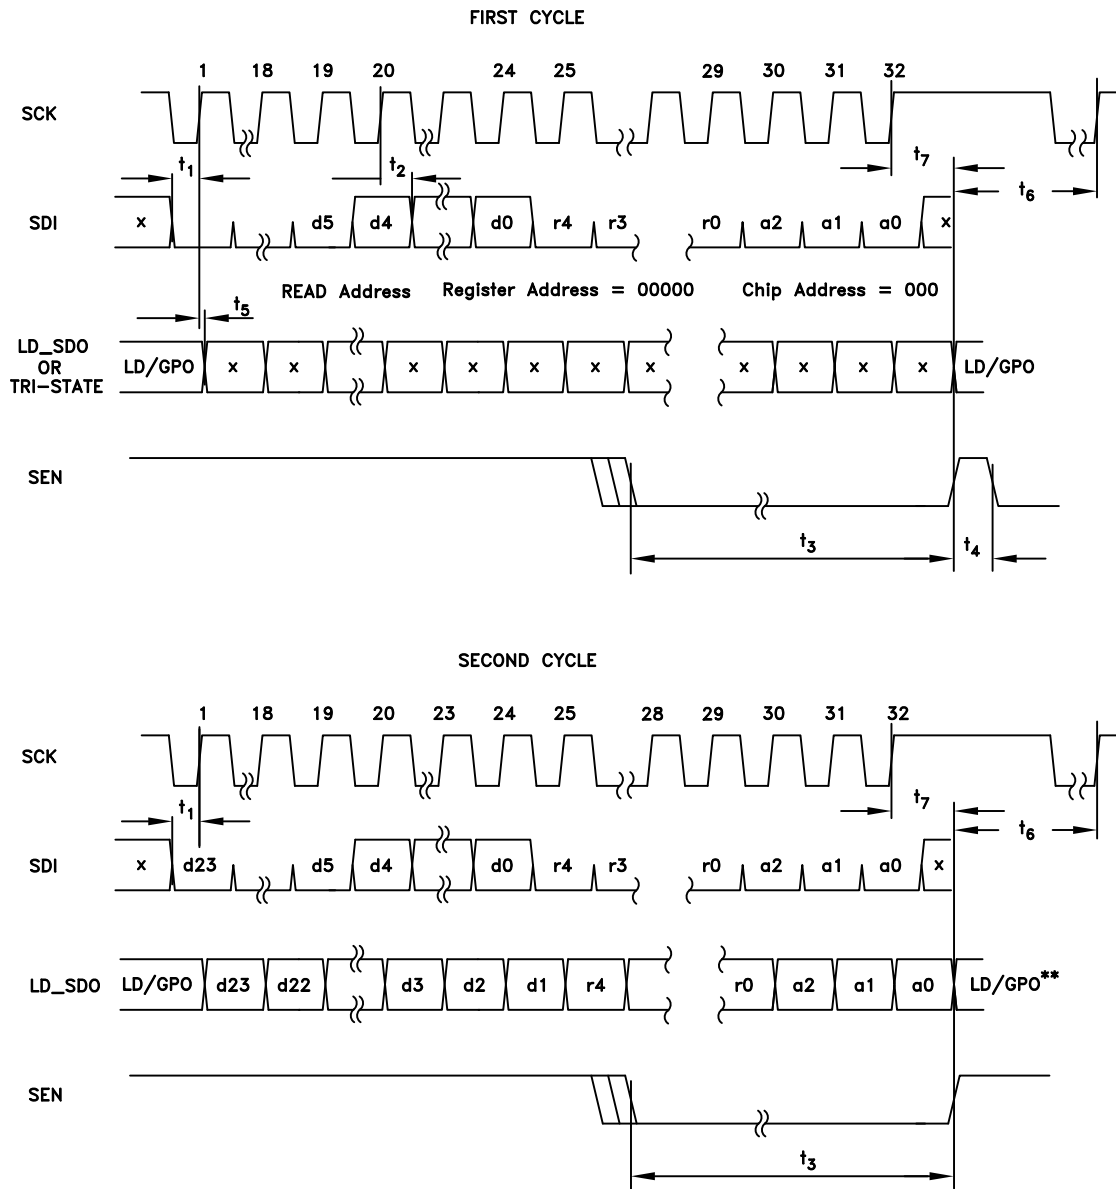 FIRST CYCLE
1 18 19 20 24 25 29 30 31 32
SCK
t1 t2 t7 t6
SDI x d5 d4 d0 r4 r3 r0 a2 a1 a0 x
READ Address Register Address = 00000 Chip Address = 000
t5
LD_SDO
OR
TRI-STATE
LD/GPO x x x x x x x x x x x LD/GPO
SEN
t3 t4
SECOND CYCLE
1 18 19 20 23 24 25 28 29 30 31 32
SCK
t1 t7 t6
SDI x d23 d5 d4 d0 r4 r3 r0 a2 a1 a0 x
LD_SDO LD/GPO d23 d22 d3 d2 d1 r4 r0 a2 a1 a0 LD/GPO**
SEN
t3